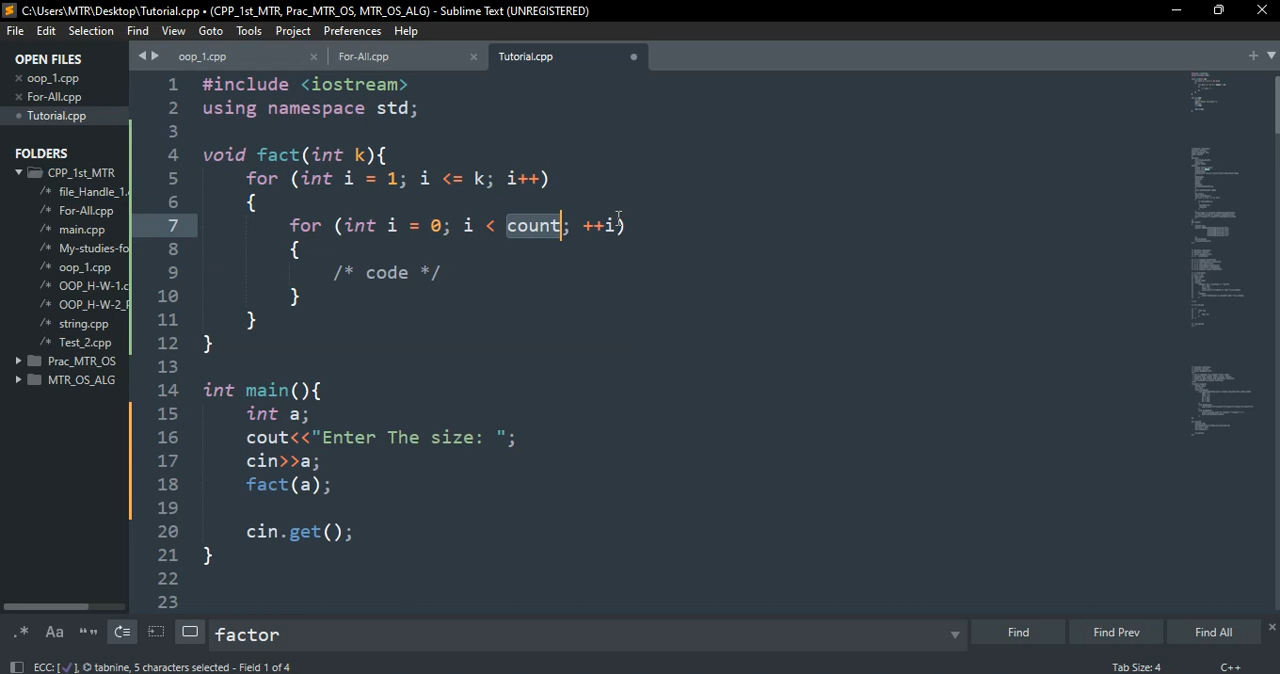 C:\Users\MTR\Desktop\Tutorial.cpp • (CPP_1st_MTR, Prac_MTR_OS, MTR_OS_ALG) - Sublime Text (UNREGISTERED)
File Edit Selection Find View Goto Tools Project Preferences Help
OPEN FILES
oop_1.cpp
For-All.cpp
Tutorial.cpp
FOLDERS
CPP_1st_MTR
/* file_Handle_1.
/* For-All.cpp
/* main.cpp
/* My-studies-fo
/* oop_1.cpp
/* OOP_H-W-1.c
/* OOP_H-W-2_F
/* string.cpp
/* Test_2.cpp
Prac_MTR_OS
MTR_OS_ALG
oop_1.cpp For-All.cpp Tutorial.cpp
1 #include <iostream>
2 using namespace std;
3
4 void fact(int k){
5 for (int i = 1; i <= k; i++)
6 {
7 for (int i = 0; i < count; ++i)
8 {
9 /* code */
10 }
11 }
12 }
13
14 int main(){
15 int a;
16 cout<<"Enter The size: ";
17 cin>>a;
18 fact(a);
19
20 cin.get();
21 }
22
23
.* Aa “” factor Find Find Prev Find All
ECC: [✓], tabnine, 5 characters selected - Field 1 of 4 Tab Size: 4 C++